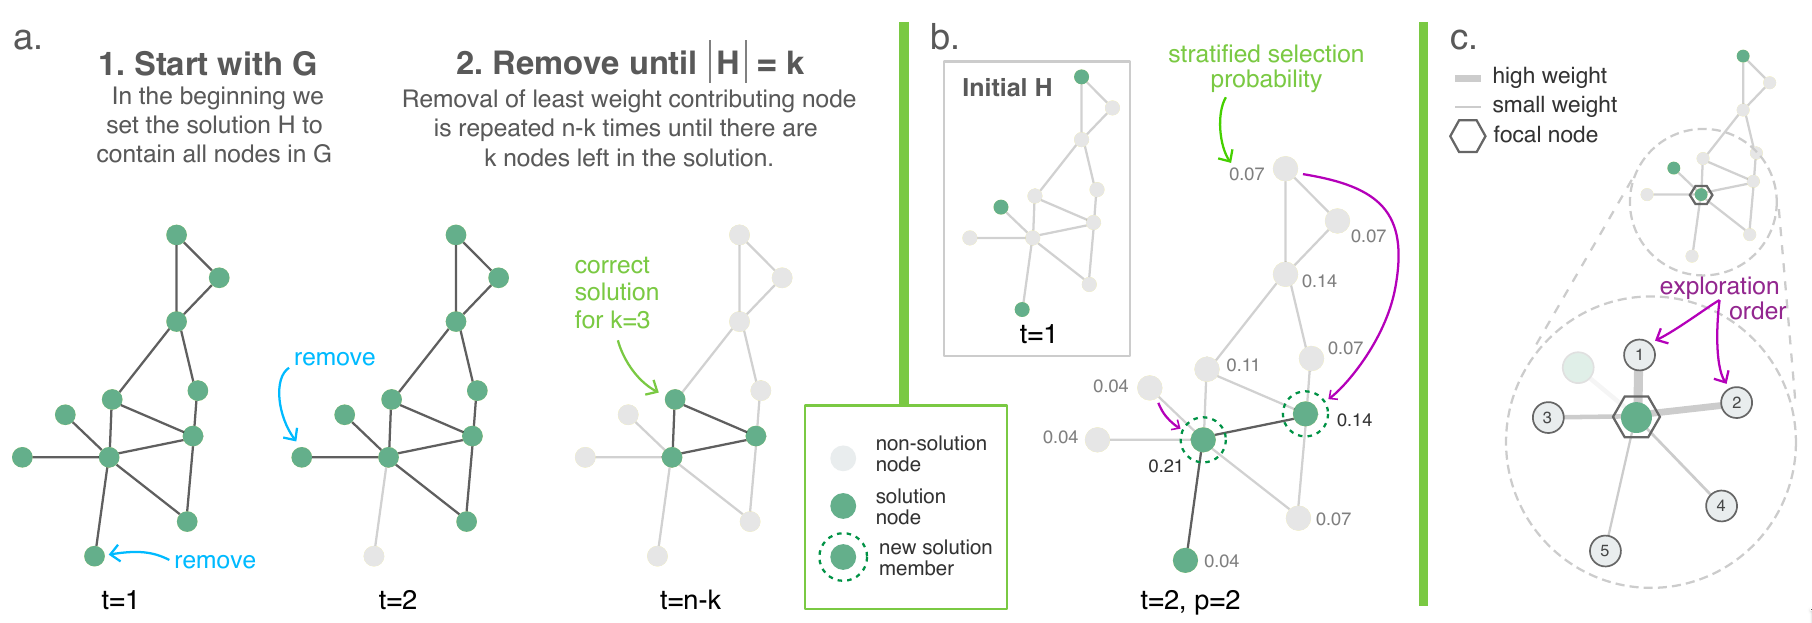 a.
1. Start with G
In the beginning we
set the solution H to
contain all nodes in G
2. Remove until |H| = k
Removal of least weight contributing node
is repeated n-k times until there are
k nodes left in the solution.
remove
t=1
remove
t=2
correct
solution
for k=3
t=n-k
non-solution
node
solution
node
new solution
member
b.
Initial H
t=1
stratified selection
probability
0.07
0.07
0.14
0.07
0.11
0.04
0.14
0.04
0.21
0.07
0.04
t=2, p=2
c.
high weight
small weight
focal node
exploration
order
1
2
3
4
5